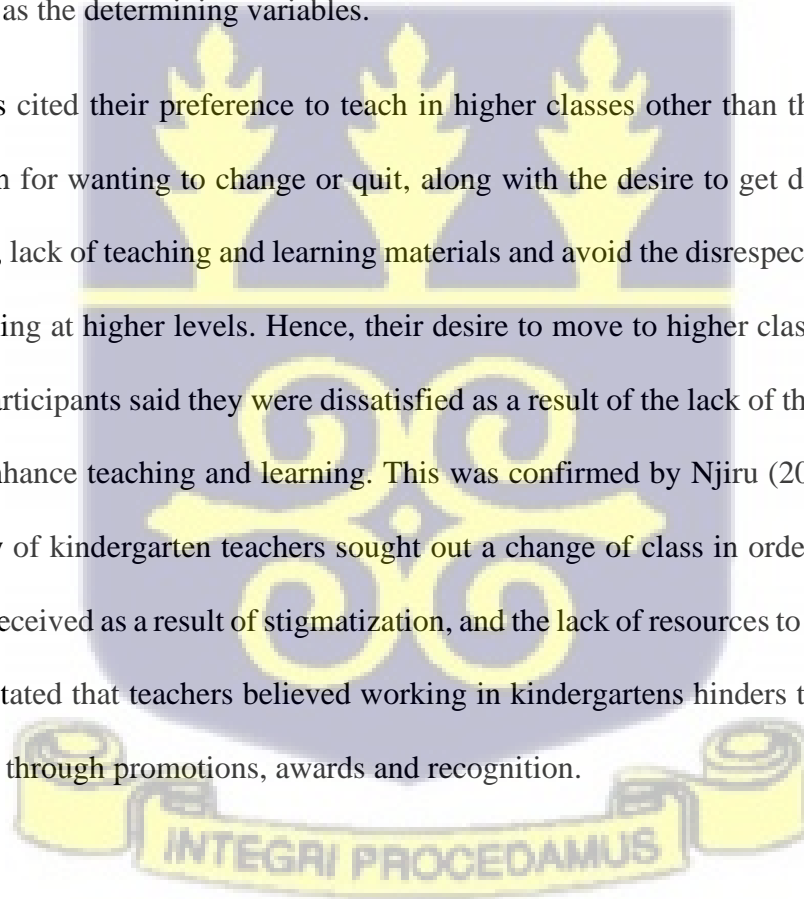 as the determining variables.
s cited their preference to teach in higher classes other than th
n for wanting to change or quit, along with the desire to get d
, lack of teaching and learning materials and avoid the disrespec
ing at higher levels. Hence, their desire to move to higher clas
articipants said they were dissatisfied as a result of the lack of th
nhance teaching and learning. This was confirmed by Njiru (20
y of kindergarten teachers sought out a change of class in orde
eceived as a result of stigmatization, and the lack of resources to
tated that teachers believed working in kindergartens hinders t
through promotions, awards and recognition.
INTEGRI PROCEDAMUS